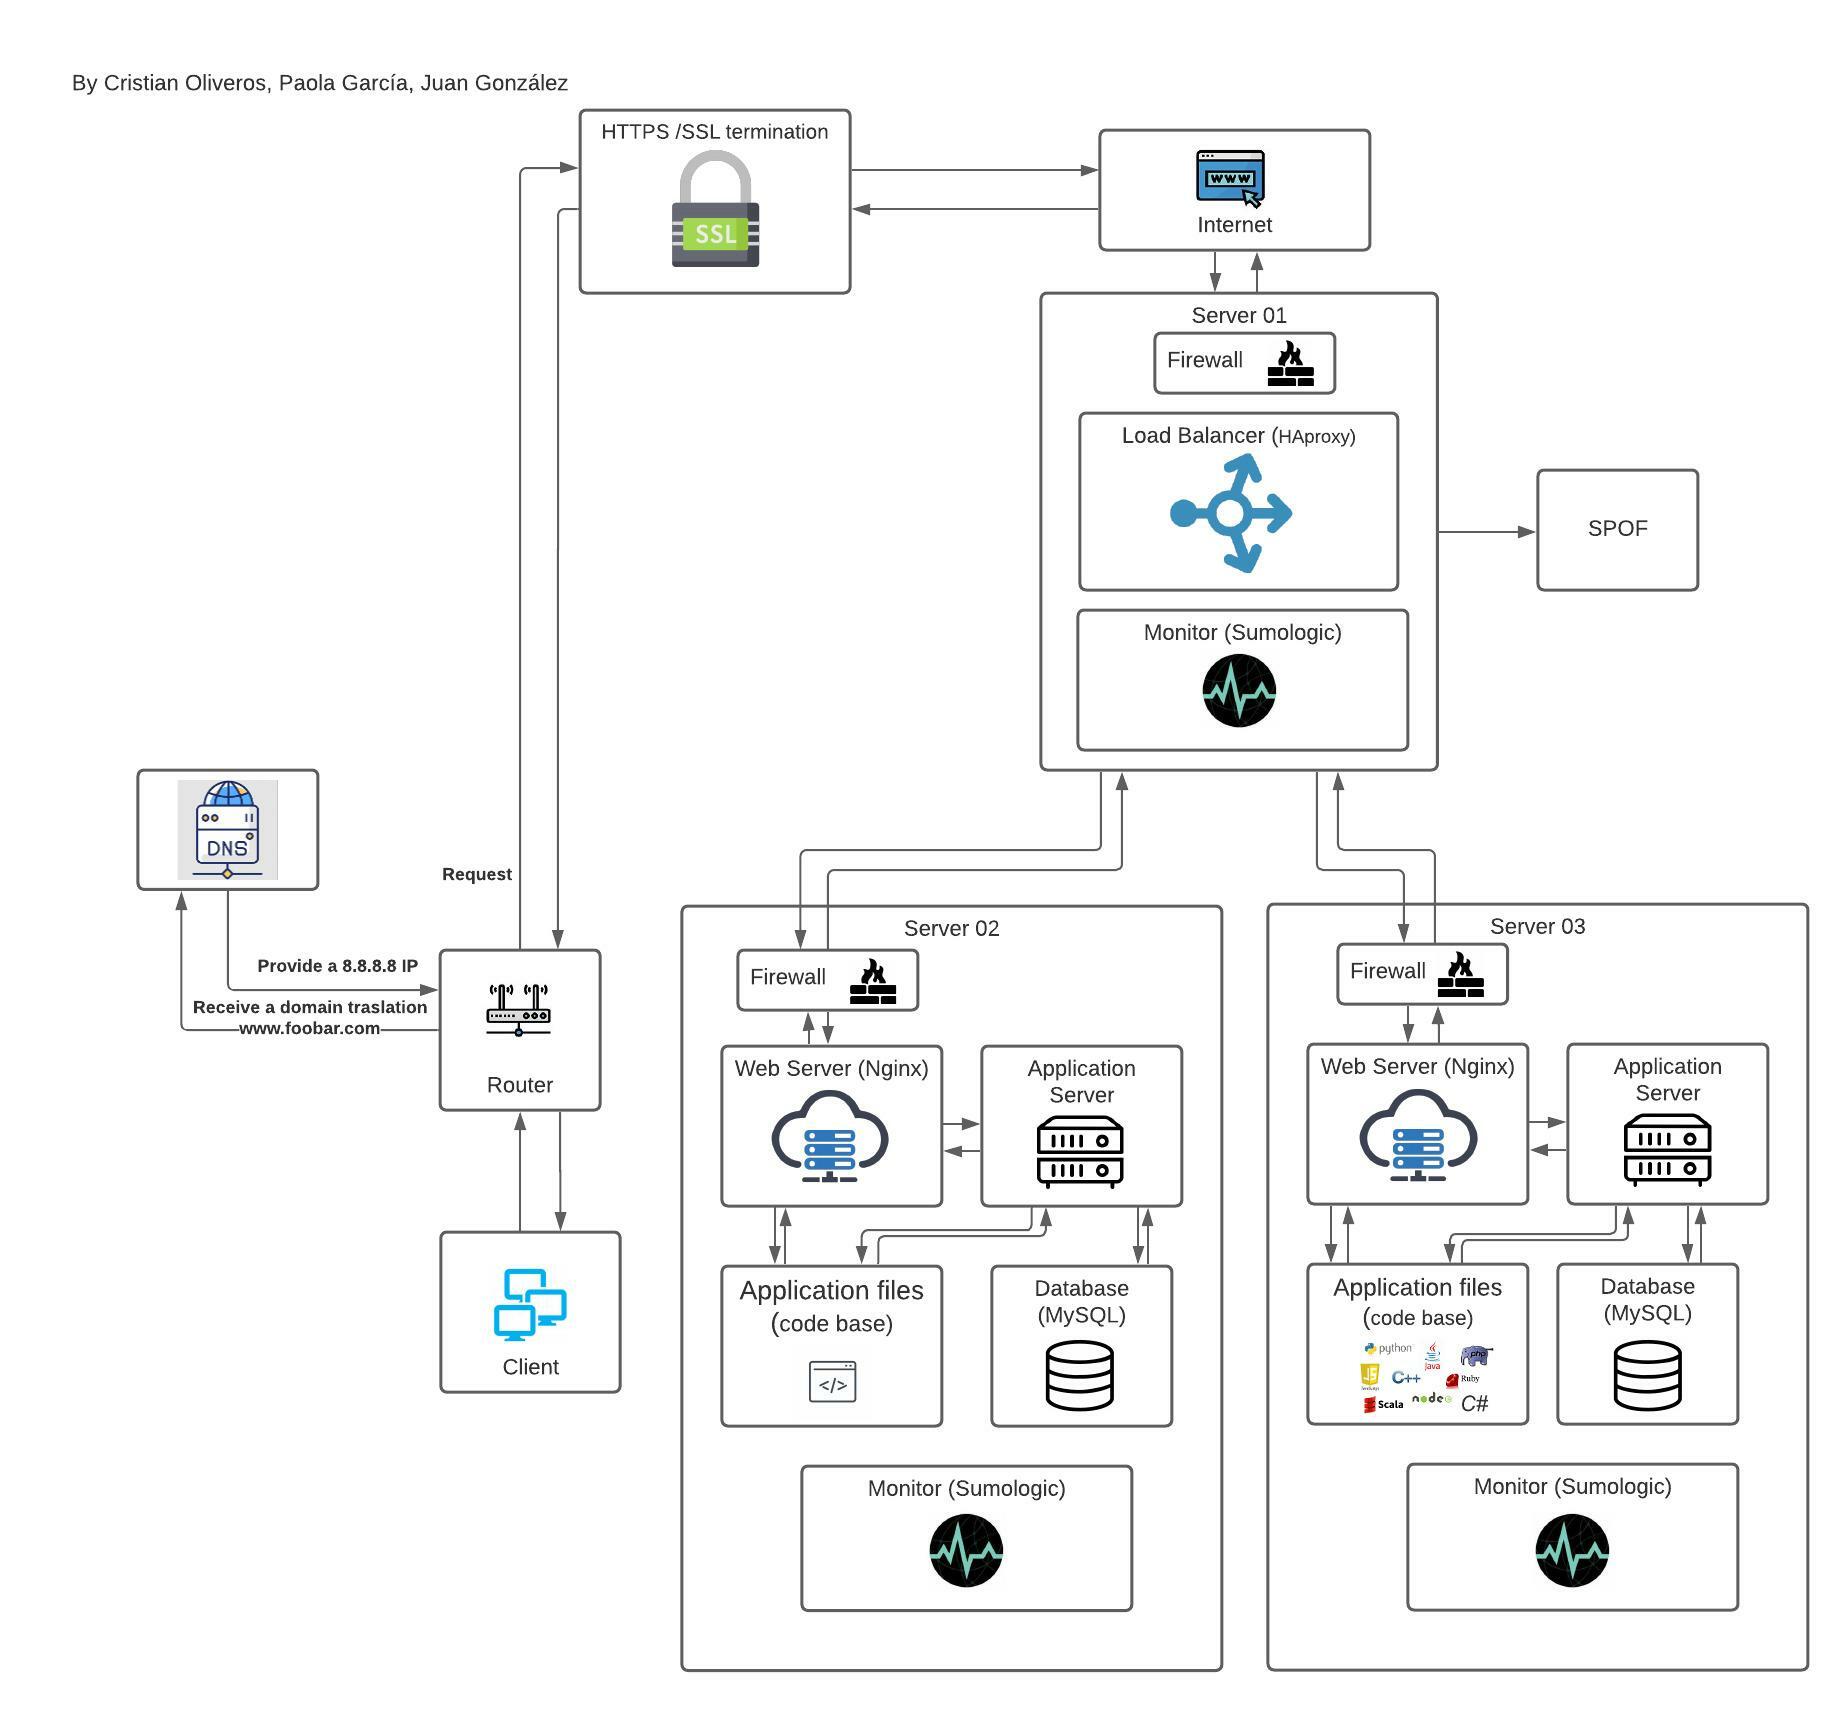 By Cristian Oliveros, Paola García, Juan González
HTTPS /SSL termination
SSL
www
Internet
Server 01
Firewall
Load Balancer (HAproxy)
SPOF
Monitor (Sumologic)
DNS
Request
Provide a 8.8.8.8 IP
Receive a domain traslation
www.foobar.com
Router
Client
Server 02
Firewall
Web Server (Nginx)
Application
Server
Application files
(code base)
</>
Database
(MySQL)
Monitor (Sumologic)
Server 03
Firewall
Web Server (Nginx)
Application
Server
Application files
(code base)
python
Java
php
JS
C++
Ruby
Scala
node
C#
Database
(MySQL)
Monitor (Sumologic)